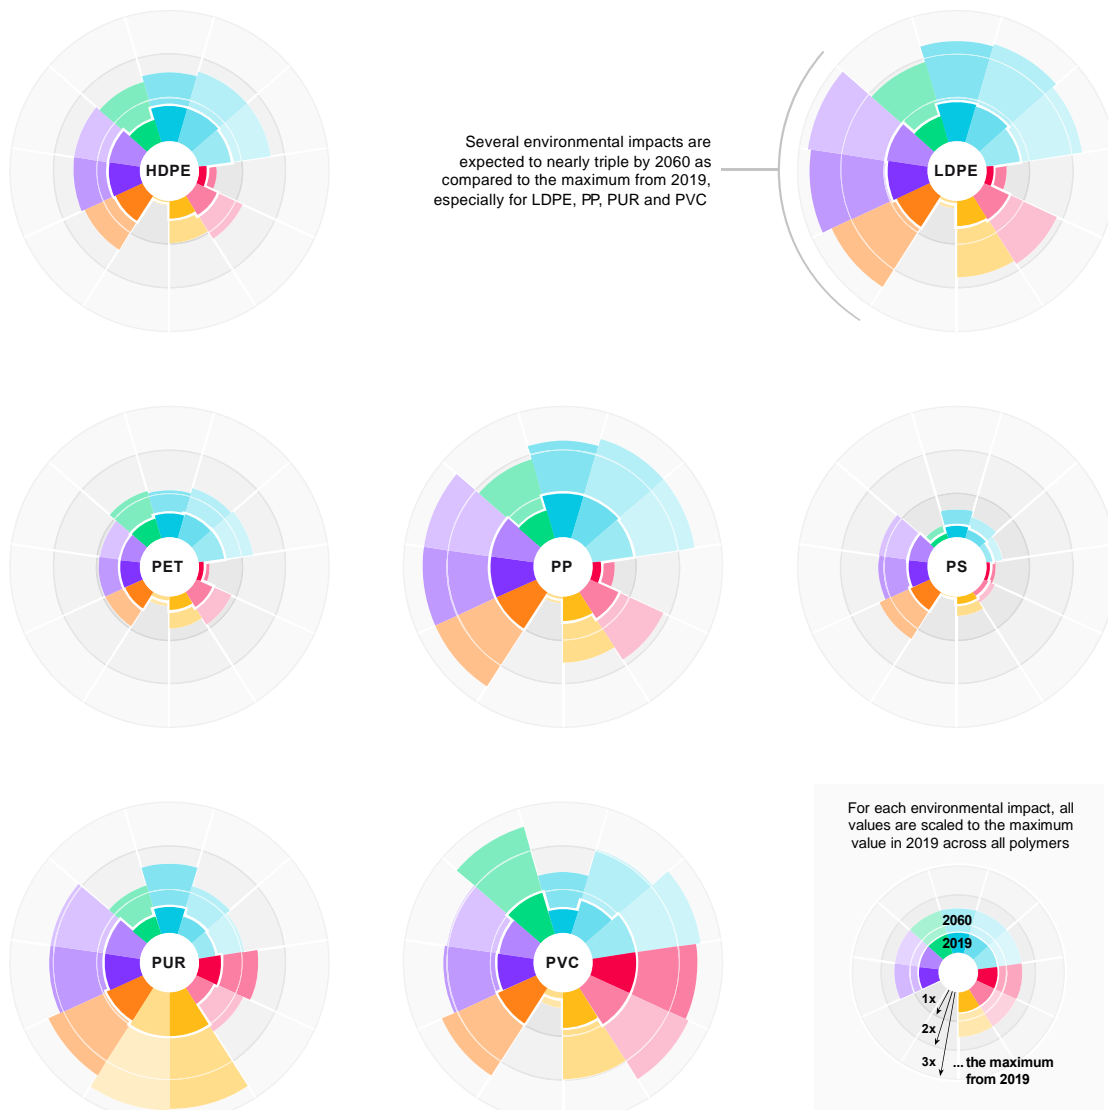 HDPE
Several environmental impacts are
expected to nearly triple by 2060 as
compared to the maximum from 2019,
especially for LDPE, PP, PUR and PVC
LDPE
PET
PP
PS
PUR
PVC
For each environmental impact, all
values are scaled to the maximum
value in 2019 across all polymers
2060
2019
1x
2x
3x
... the maximum
from 2019